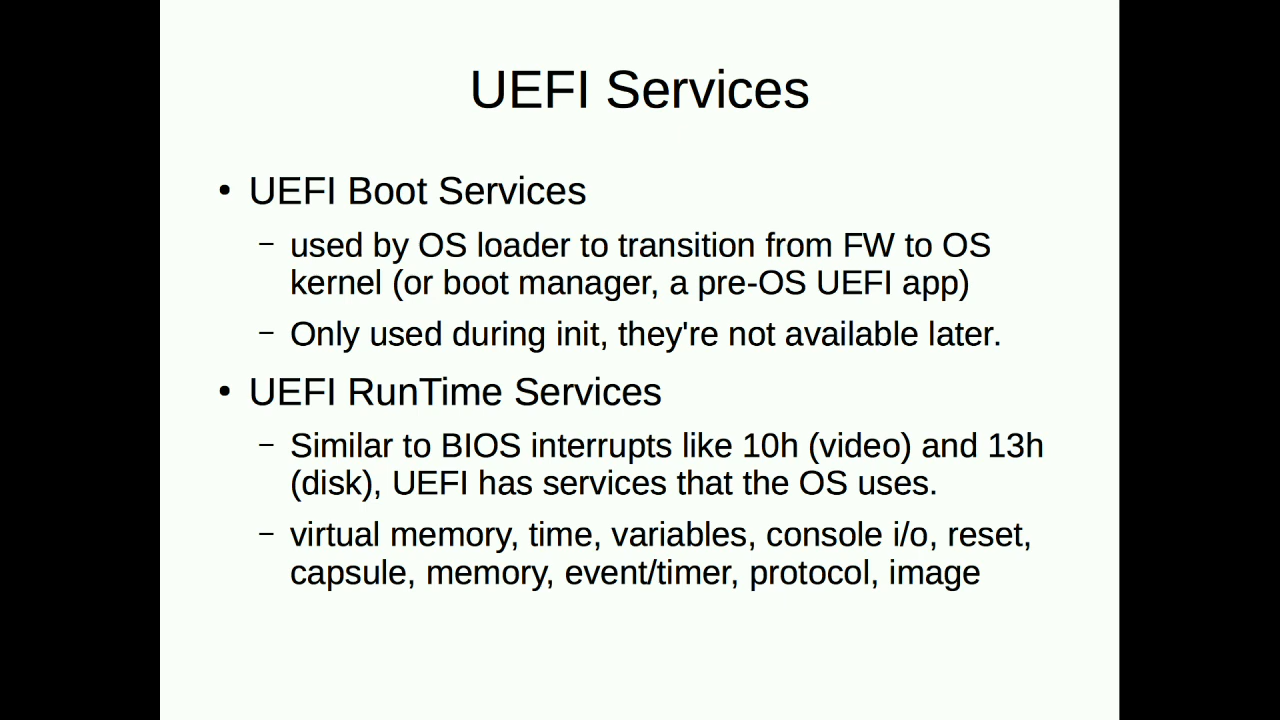 UEFI Services
• UEFI Boot Services
– used by OS loader to transition from FW to OS
kernel (or boot manager, a pre-OS UEFI app)
– Only used during init, they're not available later.
• UEFI RunTime Services
– Similar to BIOS interrupts like 10h (video) and 13h
(disk), UEFI has services that the OS uses.
– virtual memory, time, variables, console i/o, reset,
capsule, memory, event/timer, protocol, image